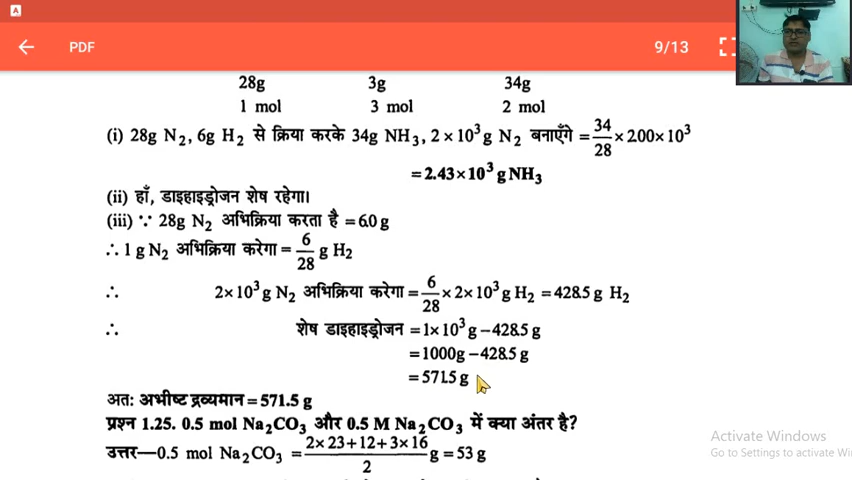 A
PDF
9/13
28g 3g 34g
1 mol 3 mol 2 mol
(i) 28g N₂, 6g H₂ से क्रिया करके 34g NH₃, 2 × 10³ g N₂ बनाएँगे = 34/28 × 2.00 × 10³
= 2.43 × 10³ g NH₃
(ii) हाँ, डाइहाइड्रोजन शेष रहेगा।
(iii) ∵ 28g N₂ अभिक्रिया करता है = 6.0 g
∴ 1 g N₂ अभिक्रिया करेगा = 6/28 g H₂
∴ 2× 10³ g N₂ अभिक्रिया करेगा = 6/28 × 2× 10³ g H₂ = 428.5 g H₂
∴ शेष डाइहाइड्रोजन = 1× 10³ g – 428.5 g
= 1000g – 428.5 g
= 571.5 g
अत: अभीष्ट द्रव्यमान = 571.5 g
प्रश्न 1.25. 0.5 mol Na₂CO₃ और 0.5 M Na₂CO₃ में क्या अंतर है?
उत्तर—0.5 mol Na₂CO₃ = 2× 23+12+3×16/2 g = 53 g
Activate Windows
Go to Settings to activate Wi